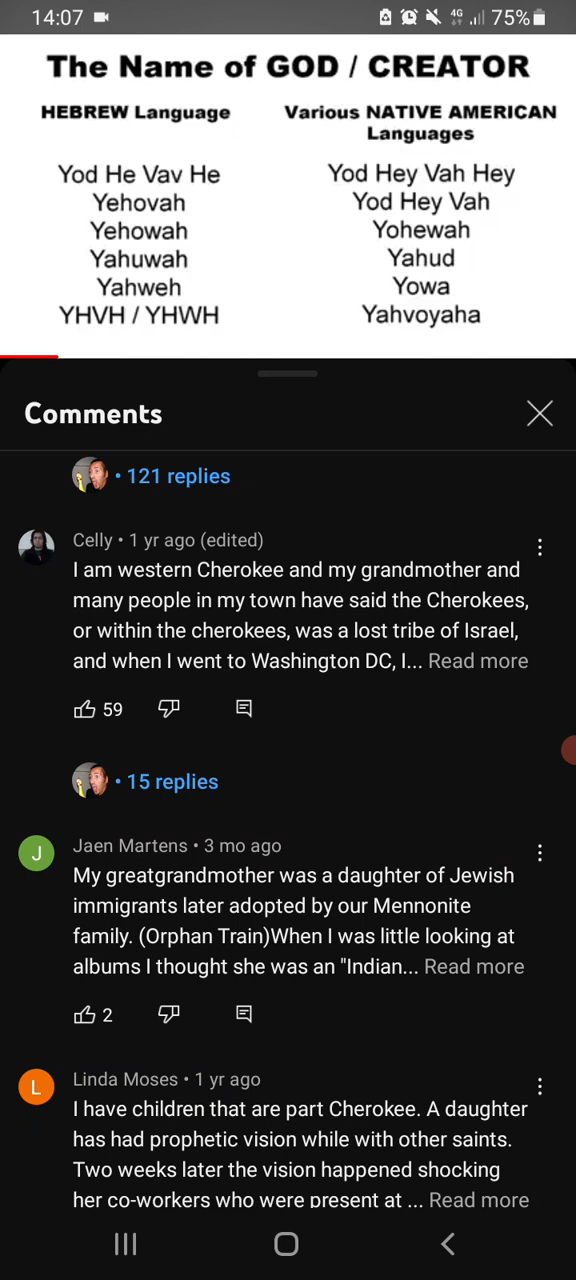 14:07 4G 75%
The Name of GOD / CREATOR
HEBREW Language
Yod He Vav He
Yehovah
Yehowah
Yahuwah
Yahweh
YHVH / YHWH
Various NATIVE AMERICAN
Languages
Yod Hey Vah Hey
Yod Hey Vah
Yohewah
Yahud
Yowa
Yahvoyaha
Comments
• 121 replies
Celly • 1 yr ago (edited)
I am western Cherokee and my grandmother and
many people in my town have said the Cherokees,
or within the cherokees, was a lost tribe of Israel,
and when I went to Washington DC, I... Read more
59
• 15 replies
J
Jaen Martens • 3 mo ago
My greatgrandmother was a daughter of Jewish
immigrants later adopted by our Mennonite
family. (Orphan Train)When I was little looking at
albums I thought she was an "Indian... Read more
2
L
Linda Moses • 1 yr ago
I have children that are part Cherokee. A daughter
has had prophetic vision while with other saints.
Two weeks later the vision happened shocking
her co-workers who were present at ... Read more